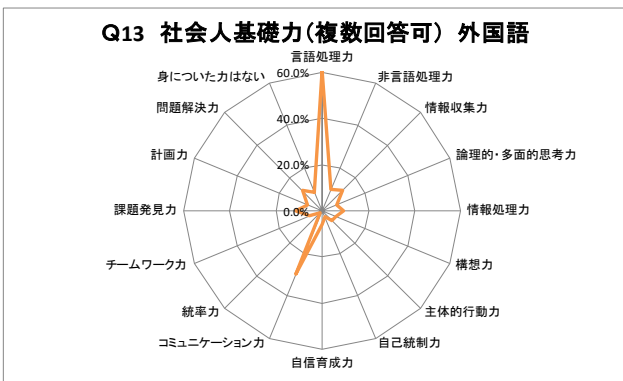 Q13 社会人基礎力(複数回答可) 外国語
言語処理力
非言語処理力
情報収集力
論理的・多面的思考力
情報処理力
構想力
主体的行動力
自己統制力
自信育成力
コミュニケーション力
統率力
チームワーク力
課題発見力
計画力
問題解決力
身についた力はない
60.0%
40.0%
20.0%
0.0%